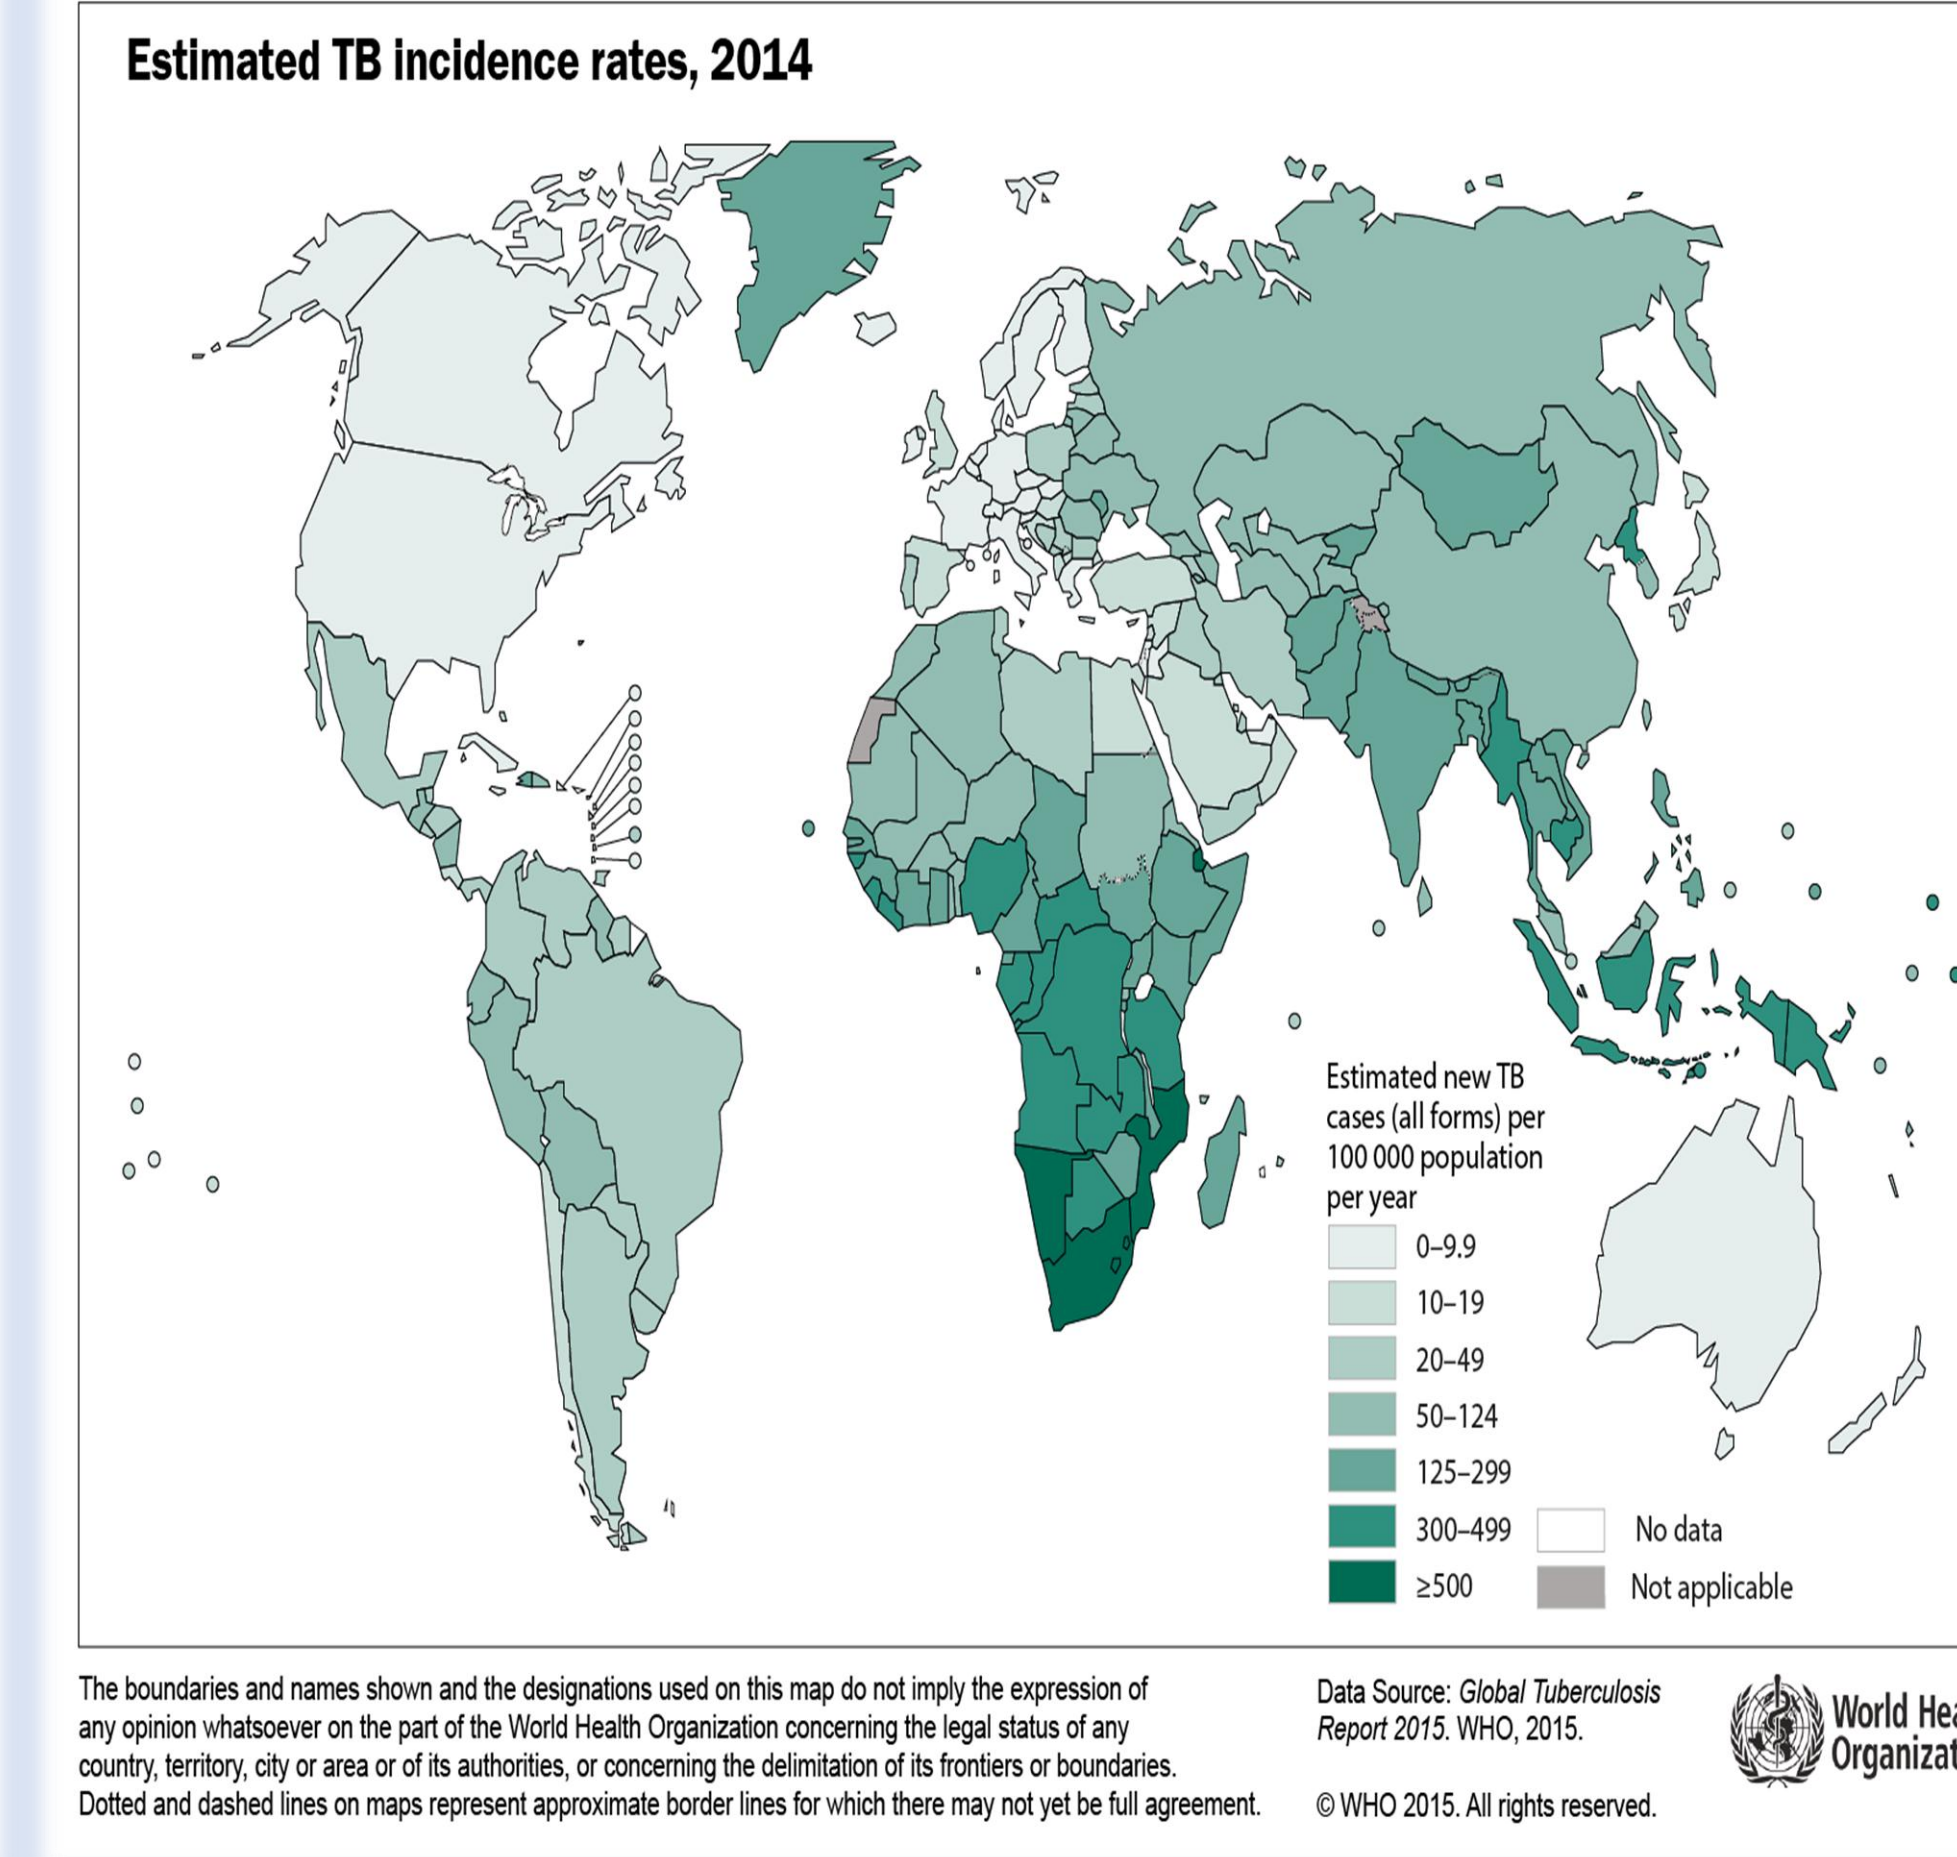 Estimated TB incidence rates, 2014
Estimated new TB
cases (all forms) per
100 000 population
per year
0–9.9
10–19
20–49
50–124
125–299
300–499
≥500
No data
Not applicable
The boundaries and names shown and the designations used on this map do not imply the expression of
any opinion whatsoever on the part of the World Health Organization concerning the legal status of any
country, territory, city or area or of its authorities, or concerning the delimitation of its frontiers or boundaries.
Dotted and dashed lines on maps represent approximate border lines for which there may not yet be full agreement.
Data Source: Global Tuberculosis
Report 2015. WHO, 2015.
© WHO 2015. All rights reserved.
World Hea
Organizat